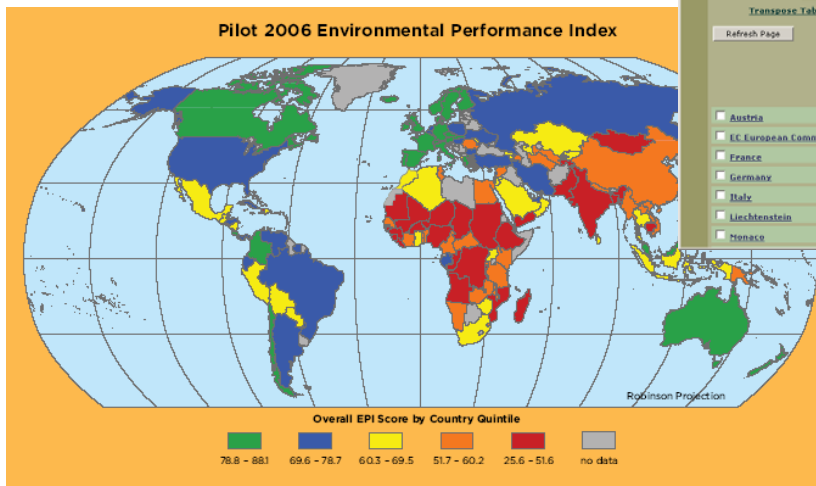 Pilot 2006 Environmental Performance Index
Robinson Projection
Overall EPI Score by Country Quintile
78.8 – 88.1
69.6 – 78.7
60.3 – 69.5
51.7 – 60.2
25.6 – 51.6
no data
Transpose Tab
Refresh Page
Austria
EC European Comm
France
Germany
Italy
Liechtenstein
Monaco